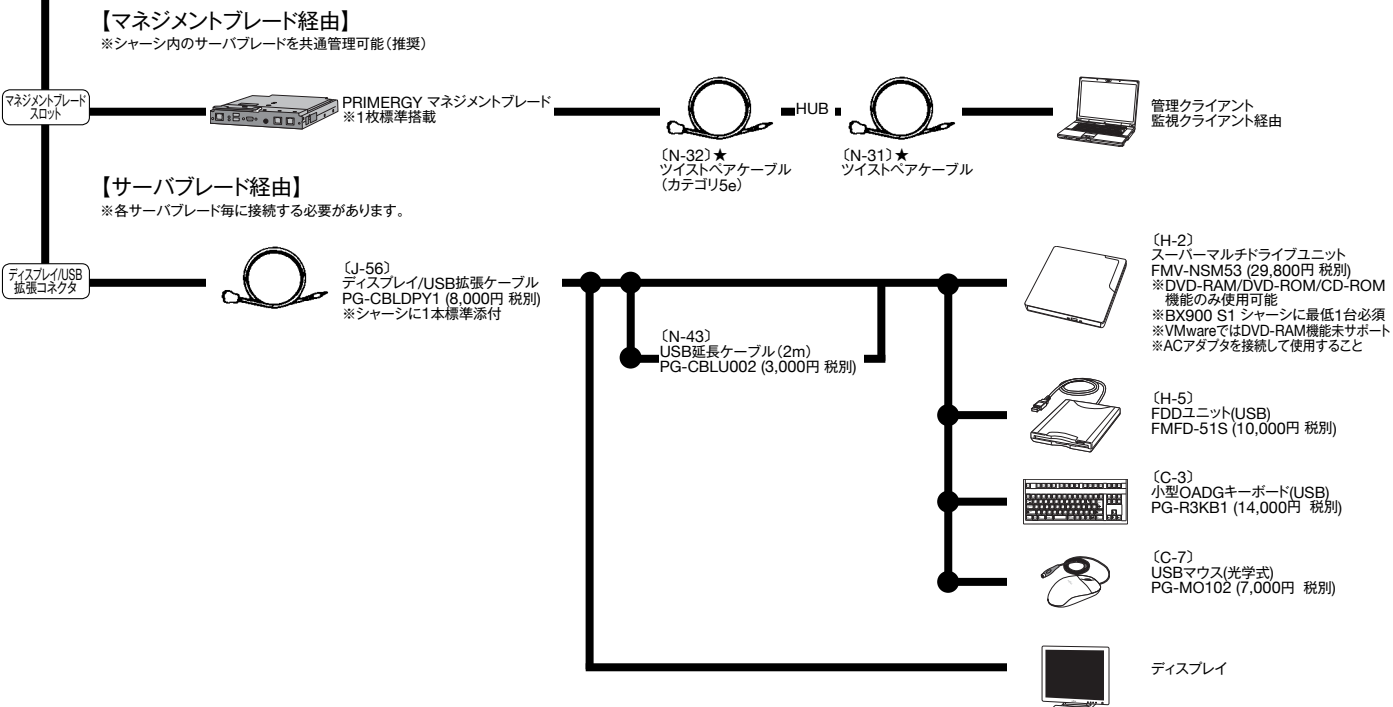 【マネジメントブレード経由】
※シャーシ内のサーバブレードを共通管理可能(推奨)
マネジメントブレード
スロット
PRIMERGY マネジメントブレード
※1枚標準搭載
〔N-32〕★
ツイストペアケーブル
(カテゴリ5e)
HUB
〔N-31〕★
ツイストペアケーブル
管理クライアント
監視クライアント経由
【サーバブレード経由】
※各サーバブレード毎に接続する必要があります。
ディスプレイ/USB
拡張コネクタ
〔J-56〕
ディスプレイ/USB拡張ケーブル
PG-CBLDPY1 (8,000円 税別)
※シャーシに1本標準添付
〔N-43〕
USB延長ケーブル(2m)
PG-CBLU002 (3,000円 税別)
〔H-2〕
スーパーマルチドライブユニット
FMV-NSM53 (29,800円 税別)
※DVD-RAM/DVD-ROM/CD-ROM
機能のみ使用可能
※BX900 S1 シャーシに最低1台必須
※VMwareではDVD-RAM機能未サポート
※ACアダプタを接続して使用すること
〔H-5〕
FDDユニット(USB)
FMFD-51S (10,000円 税別)
〔C-3〕
小型OADGキーボード(USB)
PG-R3KB1 (14,000円 税別)
〔C-7〕
USBマウス(光学式)
PG-MO102 (7,000円 税別)
ディスプレイ